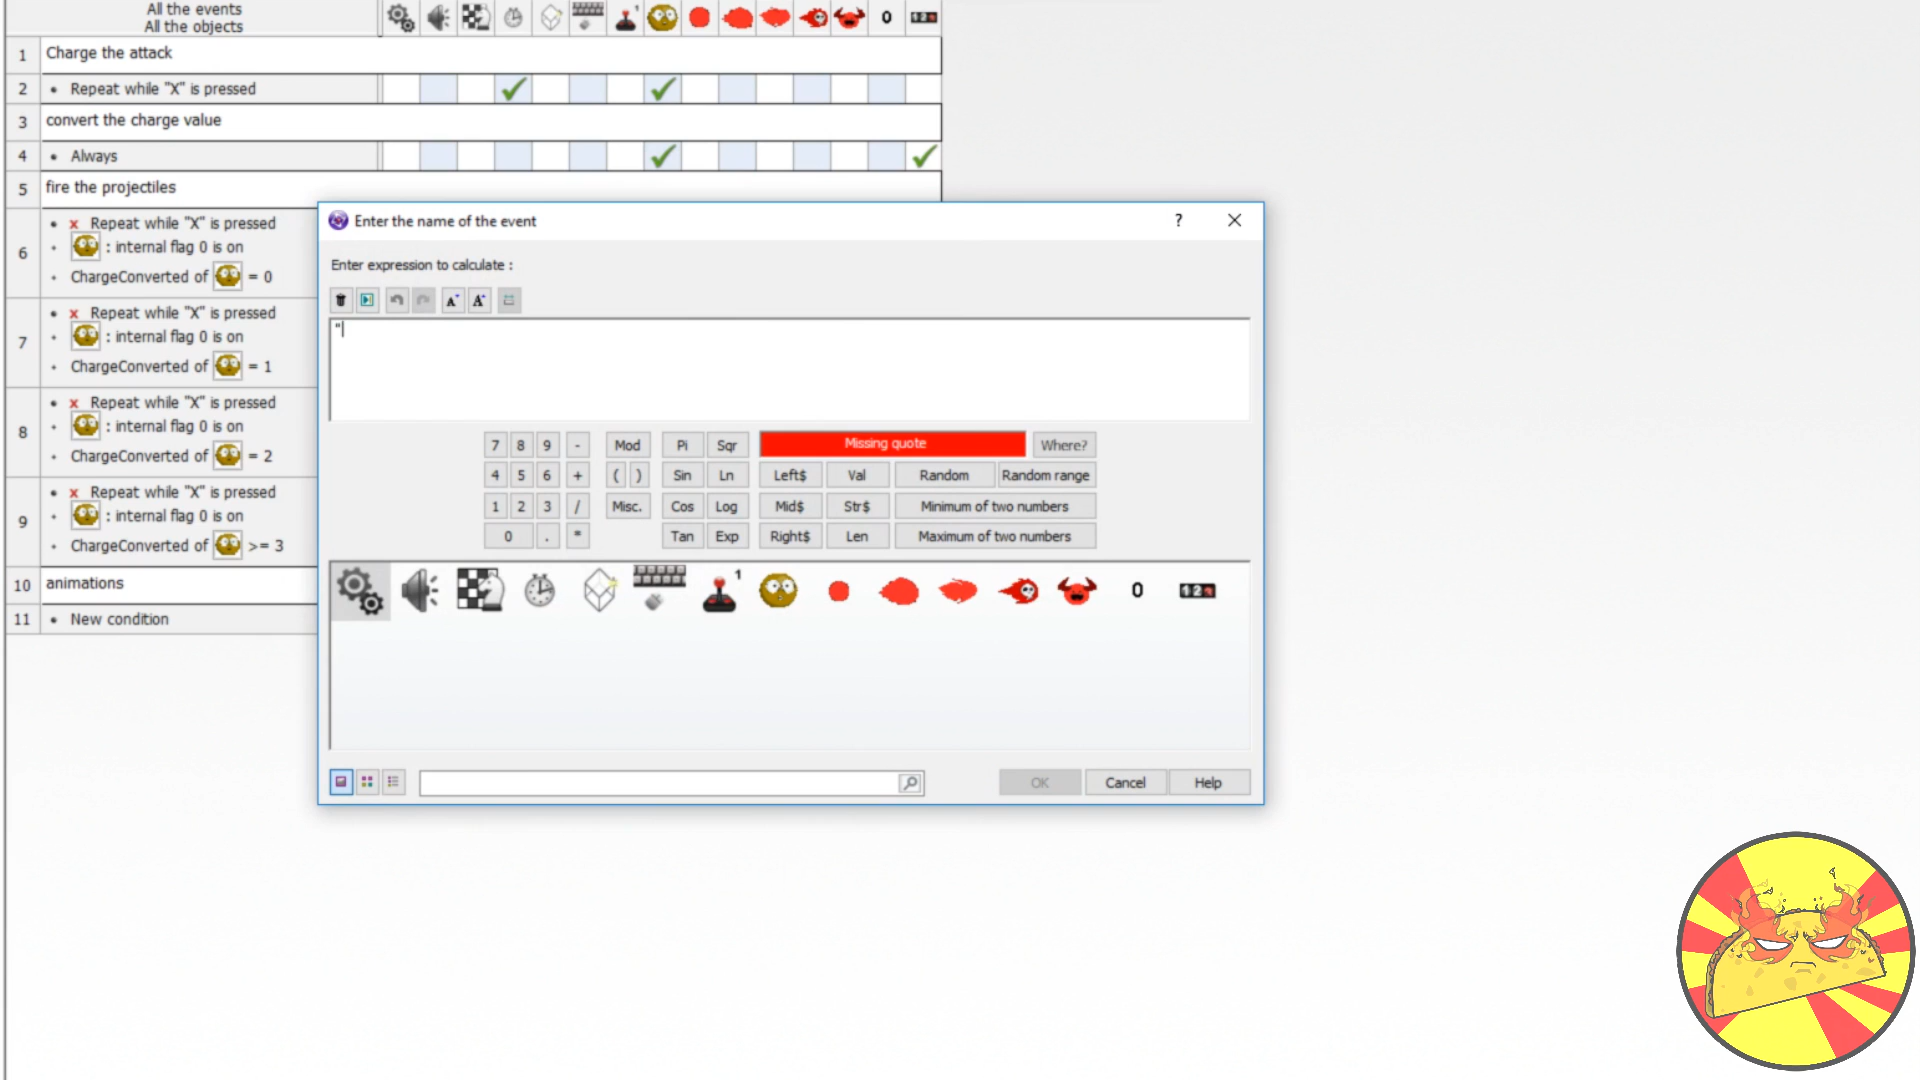 All the events
All the objects
1 Charge the attack
2 • Repeat while "X" is pressed
3 convert the charge value
4 • Always
5 fire the projectiles
6 • X Repeat while "X" is pressed
: internal flag 0 is on
ChargeConverted of = 0
7 • X Repeat while "X" is pressed
: internal flag 0 is on
ChargeConverted of = 1
8 • X Repeat while "X" is pressed
: internal flag 0 is on
ChargeConverted of = 2
9 • X Repeat while "X" is pressed
: internal flag 0 is on
ChargeConverted of >= 3
10 animations
11 • New condition
1 0
Enter the name of the event ?
Enter expression to calculate :
"
7 8 9 - Mod Pi Sqr Missing quote Where?
4 5 6 + ( ) Sin Ln Left$ Val Random Random range
1 2 3 / Misc. Cos Log Mid$ Str$ Minimum of two numbers
0 . * Tan Exp Right$ Len Maximum of two numbers
1 0
OK Cancel Help